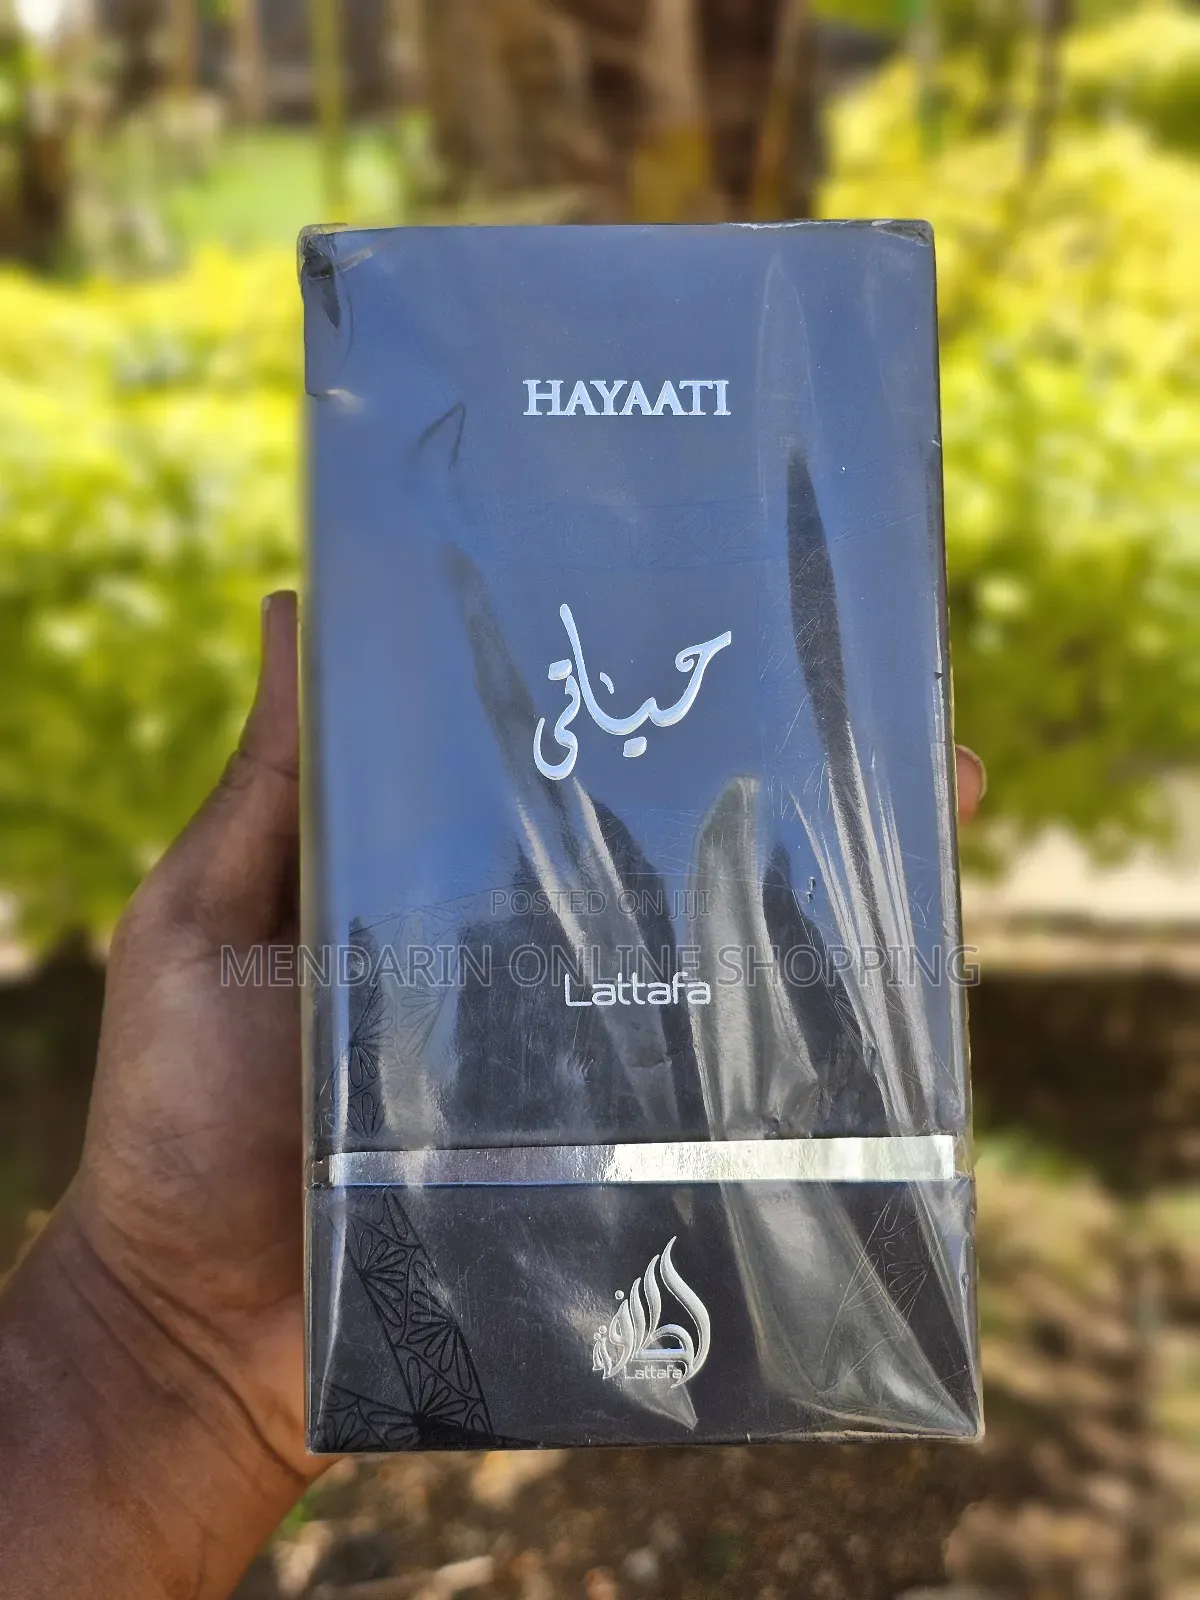 HAYAATI
حياتي
POSTED ON JIJI
MENDARIN ONLINE SHOPPING
Lattafa
لطافة
Lattafa